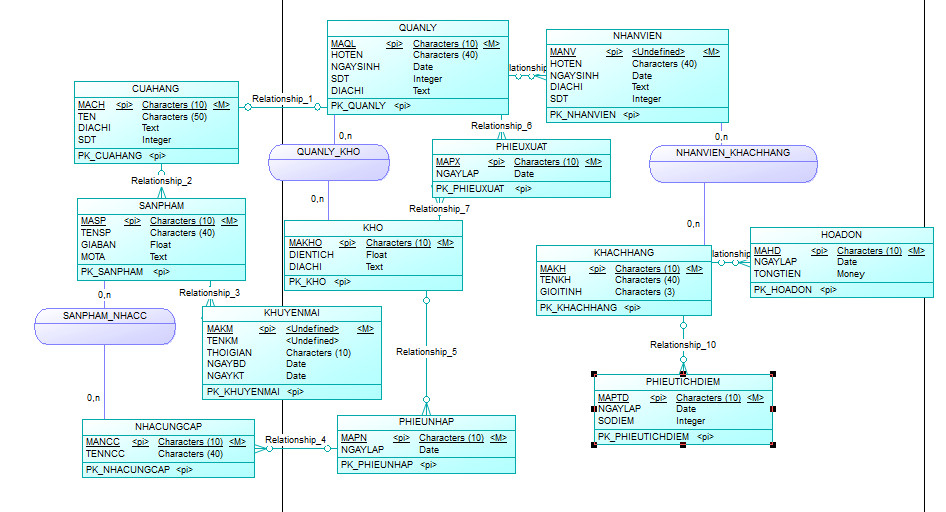 QUANLY
MAQL <pi> Characters (10) <M>
HOTEN Characters (40)
NGAYSINH Date
SDT Integer
DIACHI Text
PK_QUANLY <pi>
NHANVIEN
MANV <pi> <Undefined> <M>
HOTEN Characters (40)
NGAYSINH Date
DIACHI Text
SDT Integer
PK_NHANVIEN <pi>
lationship
CUAHANG
MACH <pi> Characters (10) <M>
TEN Characters (50)
DIACHI Text
SDT Integer
PK_CUAHANG <pi>
Relationship_1
Relationship_6
0,n
QUANLY_KHO
0,n
PHIEUXUAT
MAPX <pi> Characters (10) <M>
NGAYLAP Date
PK_PHIEUXUAT <pi>
0,n
NHANVIEN_KHACHHANG
0,n
Relationship_2
Relationship_7
SANPHAM
MASP <pi> Characters (10) <M>
TENSP Characters (40)
GIABAN Float
MOTA Text
PK_SANPHAM <pi>
KHO
MAKHO <pi> Characters (10) <M>
DIENTICH Float
DIACHI Text
PK_KHO <pi>
KHACHHANG
MAKH <pi> Characters (10) <M>
TENKH Characters (40)
GIOITINH Characters (3)
PK_KHACHHANG <pi>
lationship
HOADON
MAHD <pi> Characters (10) <M>
NGAYLAP Date
TONGTIEN Money
PK_HOADON <pi>
0,n
SANPHAM_NHACC
0,n
Relationship_3
KHUYENMAI
MAKM <pi> <Undefined> <M>
TENKM <Undefined>
THOIGIAN Characters (10)
NGAYBD Date
NGAYKT Date
PK_KHUYENMAI <pi>
Relationship_5
Relationship_10
PHIEUTICHDIEM
MAPTD <pi> Characters (10) <M>
NGAYLAP Date
SODIEM Integer
PK_PHIEUTICHDIEM <pi>
NHACUNGCAP
MANCC <pi> Characters (10) <M>
TENNCC Characters (40)
PK_NHACUNGCAP <pi>
Relationship_4
PHIEUNHAP
MAPN <pi> Characters (10) <M>
NGAYLAP Date
PK_PHIEUNHAP <pi>